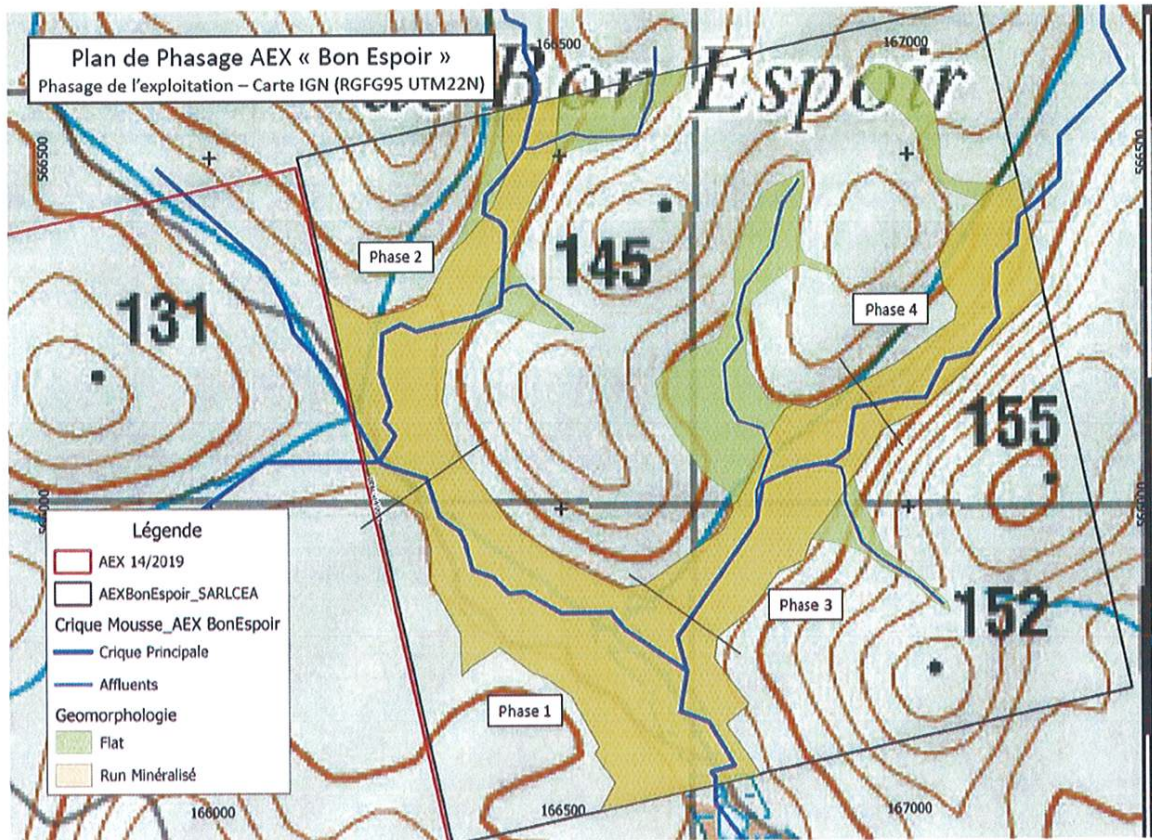 Plan de Phasage AEX « Bon Espoir »
Phasage de l'exploitation – Carte IGN (RGFG95 UTM22N)
de Bon Espoir
166500
167000
566500
566500
Phase 2
145
131
Phase 4
155
566000
566000
Phase 3
152
Phase 1
Légende
AEX 14/2019
AEXBonEspoir_SARLCEA
Crique Mousse_AEX BonEspoir
Crique Principale
Affluents
Geomorphologie
Flat
Run Minéralisé
166000
166500
167000